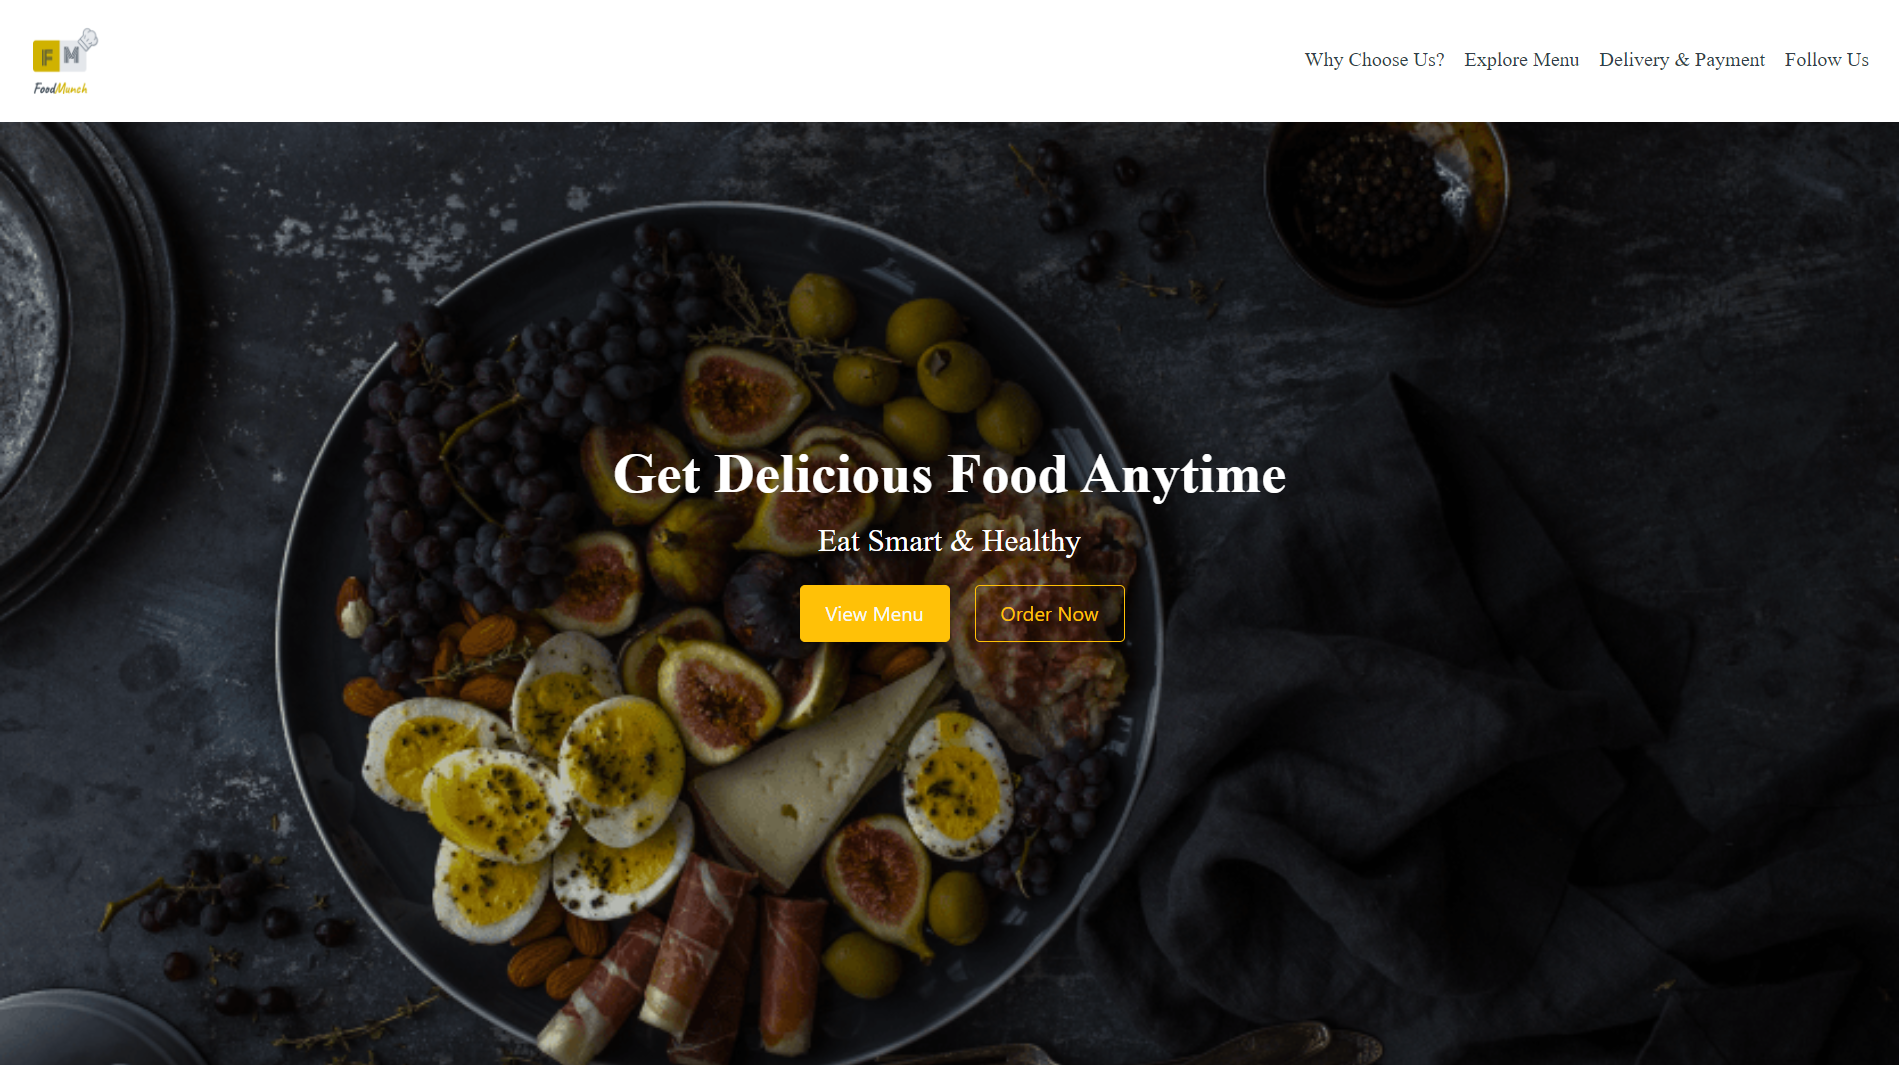 FM
FoodMunch
Why Choose Us? Explore Menu Delivery & Payment Follow Us
Get Delicious Food Anytime
Eat Smart & Healthy
View Menu Order Now